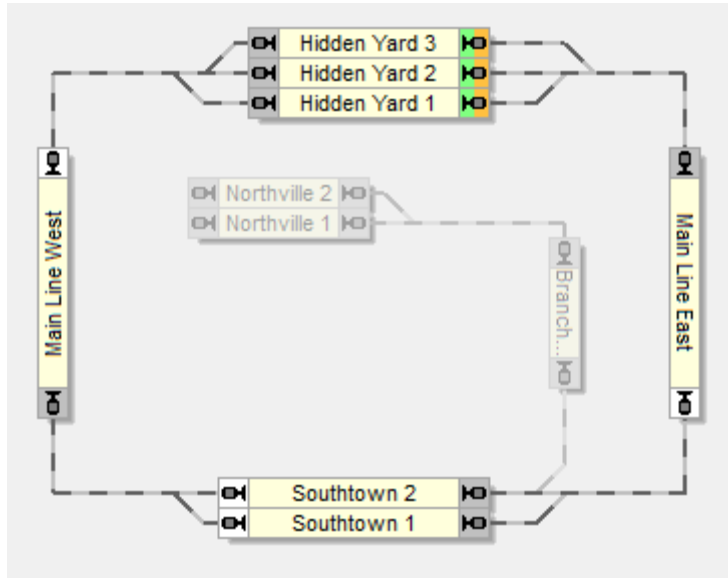 Hidden Yard 3
Hidden Yard 2
Hidden Yard 1
Northville 2
Northville 1
Main Line West
Main Line East
Branch...
Southtown 2
Southtown 1